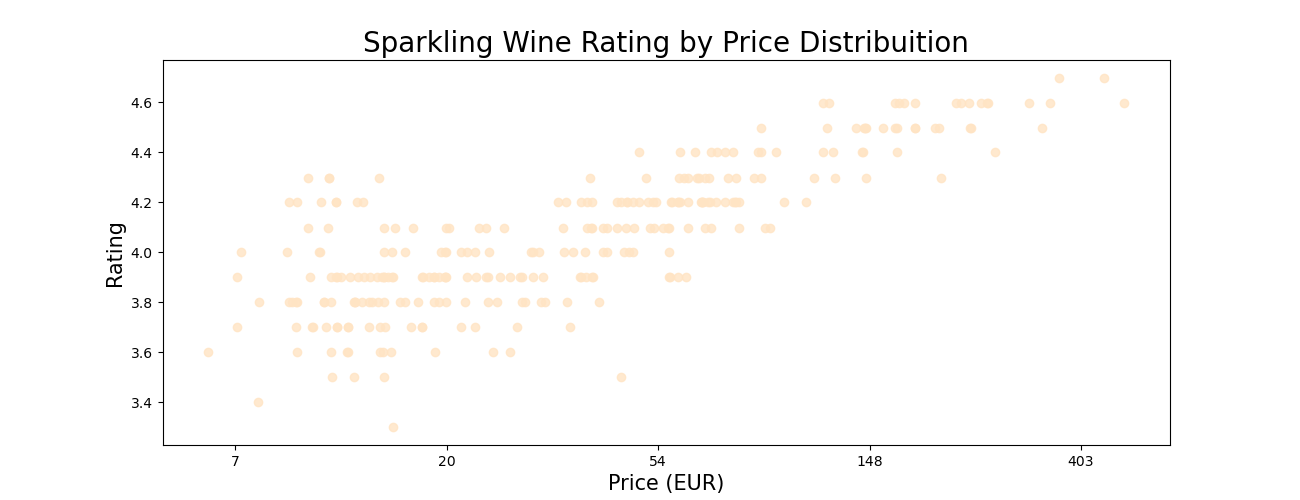 Sparkling Wine Rating by Price Distribuition
4.6
4.4
4.2
4.0
3.8
3.6
3.4
Rating
7 20 54 148 403
Price (EUR)